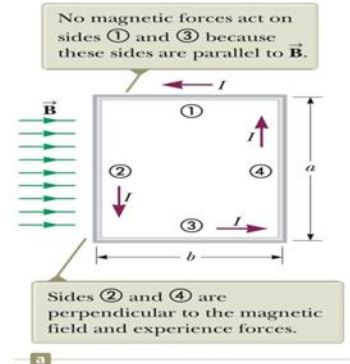 No magnetic forces act on
sides ① and ③ because
these sides are parallel to B⃗.
I
①
B⃗
I
②
④
a
I
③
I
b
Sides ② and ④ are
perpendicular to the magnetic
field and experience forces.
a